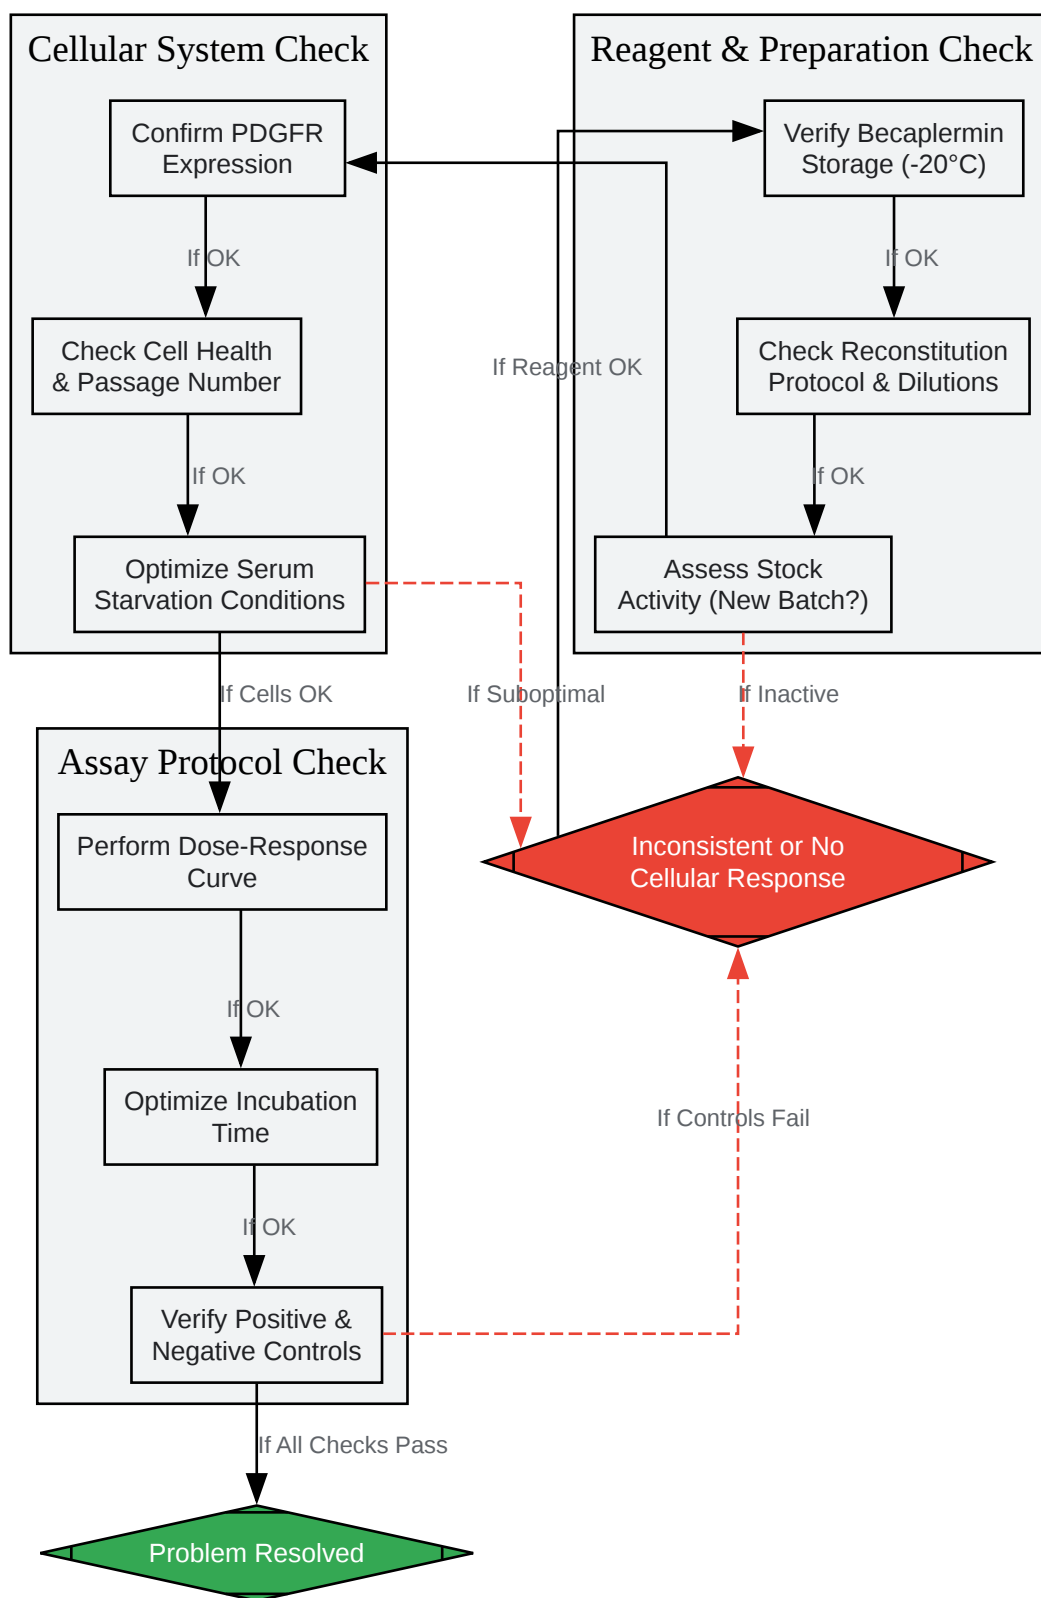 Cellular System Check
Confirm PDGFR
Expression
If OK
Check Cell Health
& Passage Number
If OK
Optimize Serum
Starvation Conditions
If Cells OK
If Suboptimal
Reagent & Preparation Check
Verify Becaplermin
Storage (-20°C)
If OK
Check Reconstitution
Protocol & Dilutions
If OK
Assess Stock
Activity (New Batch?)
If Reagent OK
If Inactive
Inconsistent or No
Cellular Response
Assay Protocol Check
Perform Dose-Response
Curve
If OK
Optimize Incubation
Time
If OK
Verify Positive &
Negative Controls
If Controls Fail
If All Checks Pass
Problem Resolved